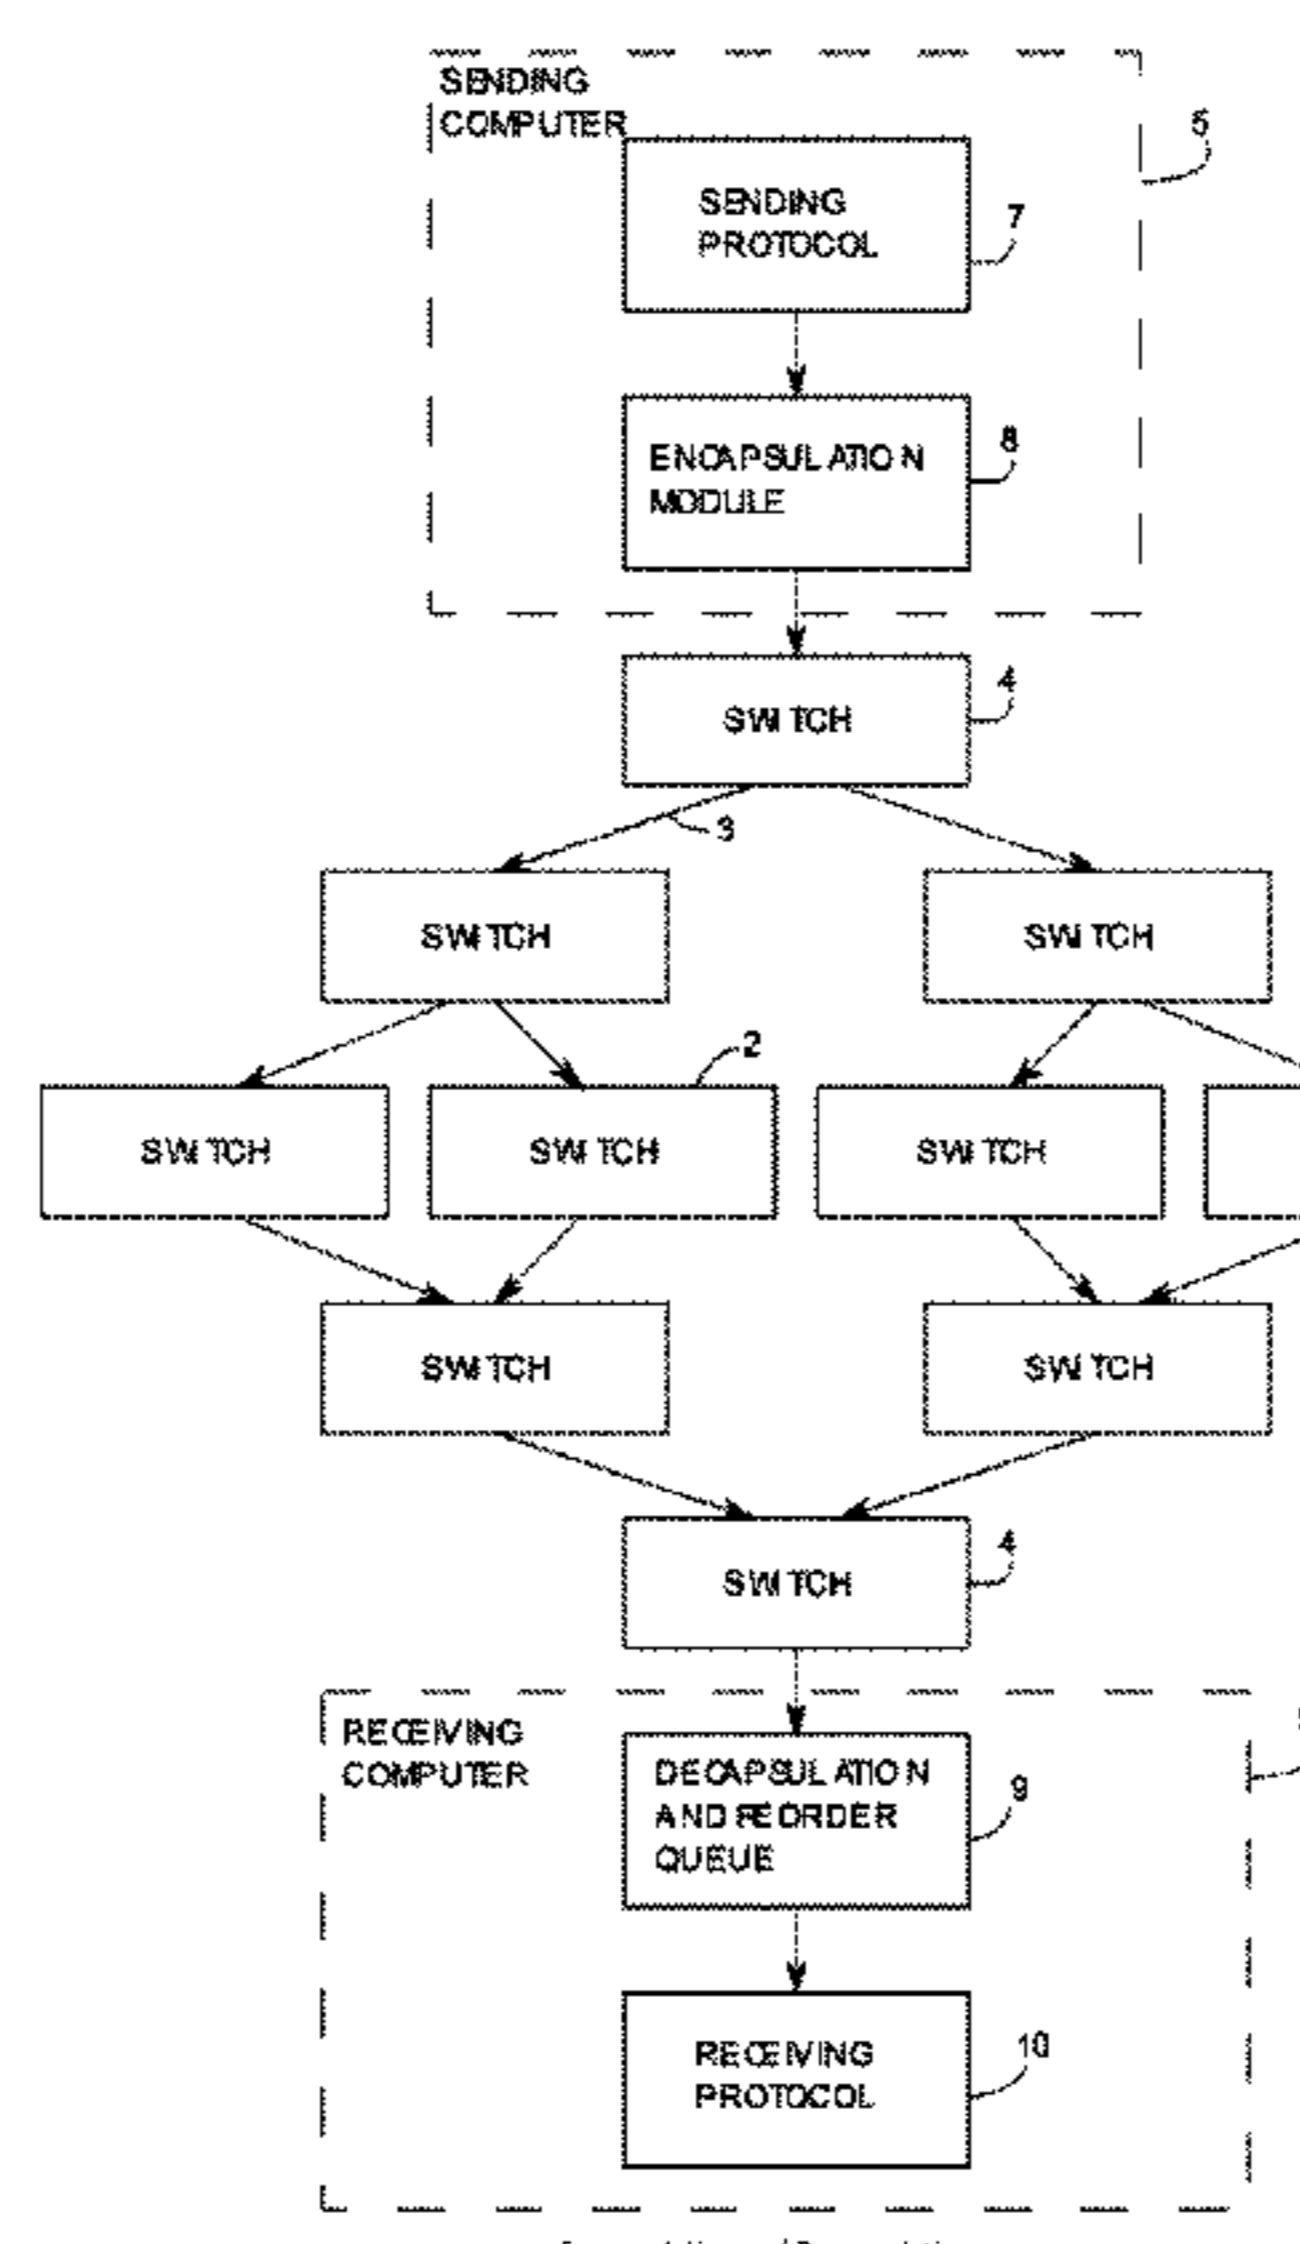 SENDING
COMPUTER
5
SENDING
PROTOCOL
7
ENCAPSULATION
MODULE
8
SWITCH
4
3
SWITCH
SWITCH
2
SWITCH
SWITCH
SWITCH
SWITCH
SWITCH
SWITCH
4
RECEIVING
COMPUTER
DECAPSULATION
AND REORDER
QUEUE
9
RECEIVING
PROTOCOL
10